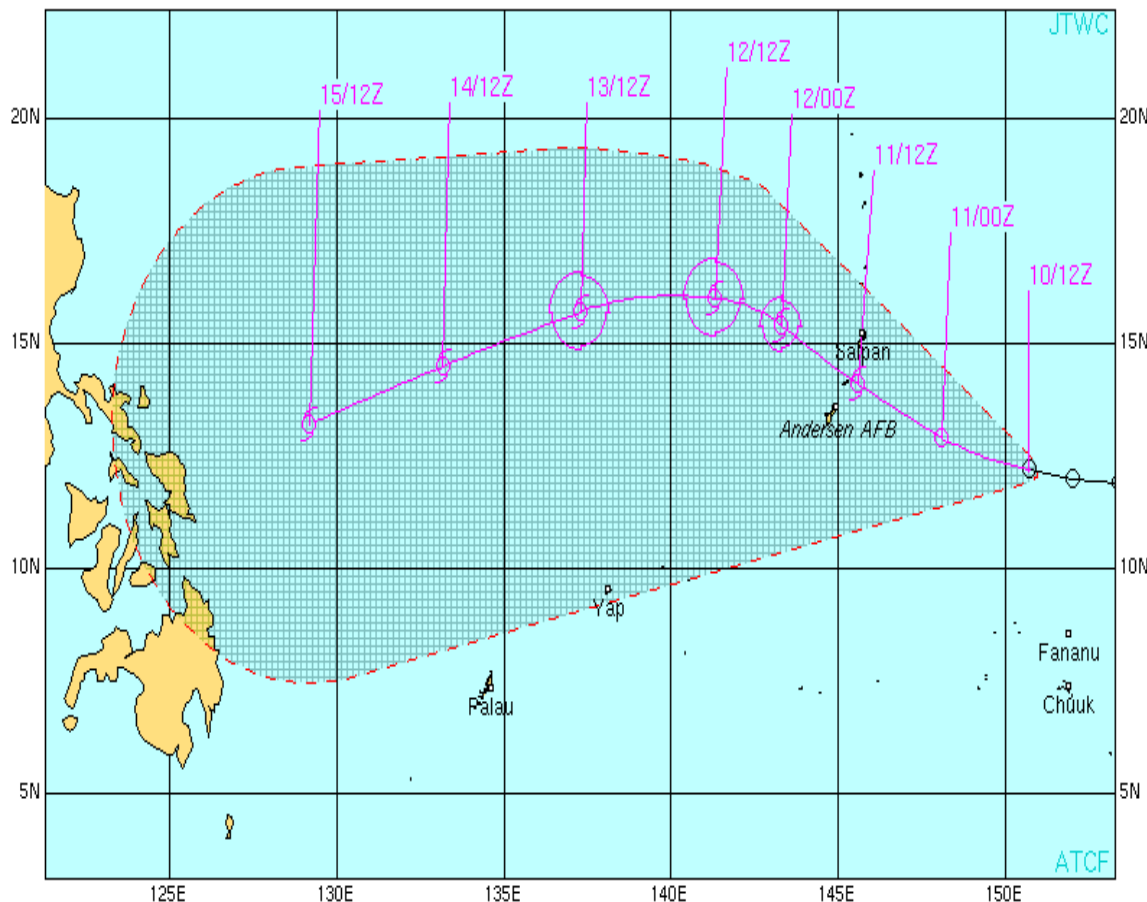 JTWC
12/12Z
15/12Z
14/12Z
13/12Z
12/00Z
20N
20N
11/12Z
11/00Z
10/12Z
15N
15N
Saipan
Andersen AFB
10N
10N
Yap
Fananu
Palau
Chuuk
5N
5N
ATCF
125E
130E
135E
140E
145E
150E